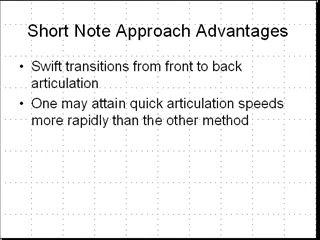 Short Note Approach Advantages
• Swift transitions from front to back
articulation
• One may attain quick articulation speeds
more rapidly than the other method